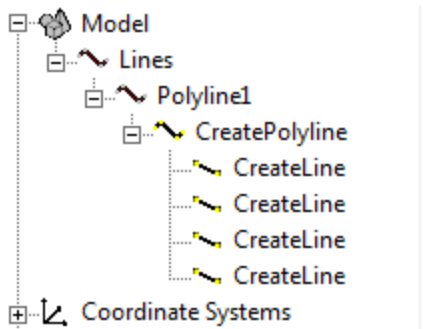 Model
Lines
Polyline1
CreatePolyline
CreateLine
CreateLine
CreateLine
CreateLine
Coordinate Systems